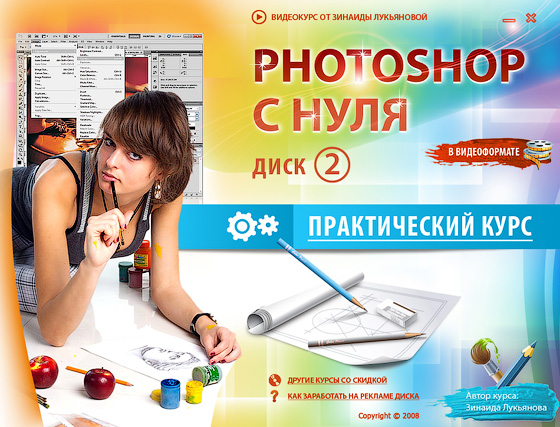 ВИДЕОКУРС ОТ ЗИНАИДЫ ЛУКЬЯНОВОЙ
PHOTOSHOP
С НУЛЯ
ДИСК 2
В ВИДЕОФОРМАТЕ
ПРАКТИЧЕСКИЙ КУРС
ДРУГИЕ КУРСЫ СО СКИДКОЙ
? КАК ЗАРАБОТАТЬ НА РЕКЛАМЕ ДИСКА
Copyright © 2008
Автор курса:
Зинаида Лукьянова